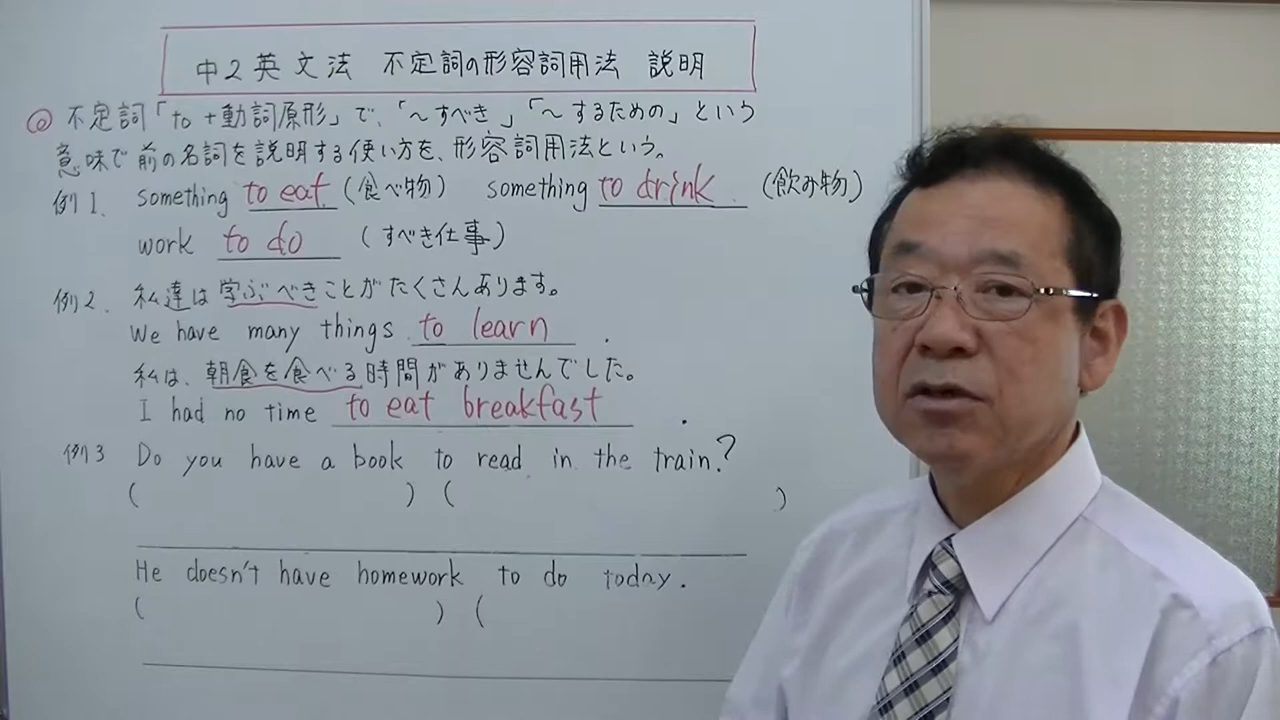 中2英文法 不定詞の形容詞用法 説明
◎ 不定詞「to +動詞原形」で、「~すべき」「~するための」という
意味で前の名詞を説明する使い方を、形容詞用法という。
例1. something to eat (食べ物) something to drink (飲み物)
work to do (すべき仕事)
例2. 私達は学ぶべきことがたくさんあります。
We have many things to learn.
私は、朝食を食べる時間がありませんでした。
I had no time to eat breakfast.
例3 Do you have a book to read in the train?
( ) ( )
He doesn't have homework to do today.
( ) (